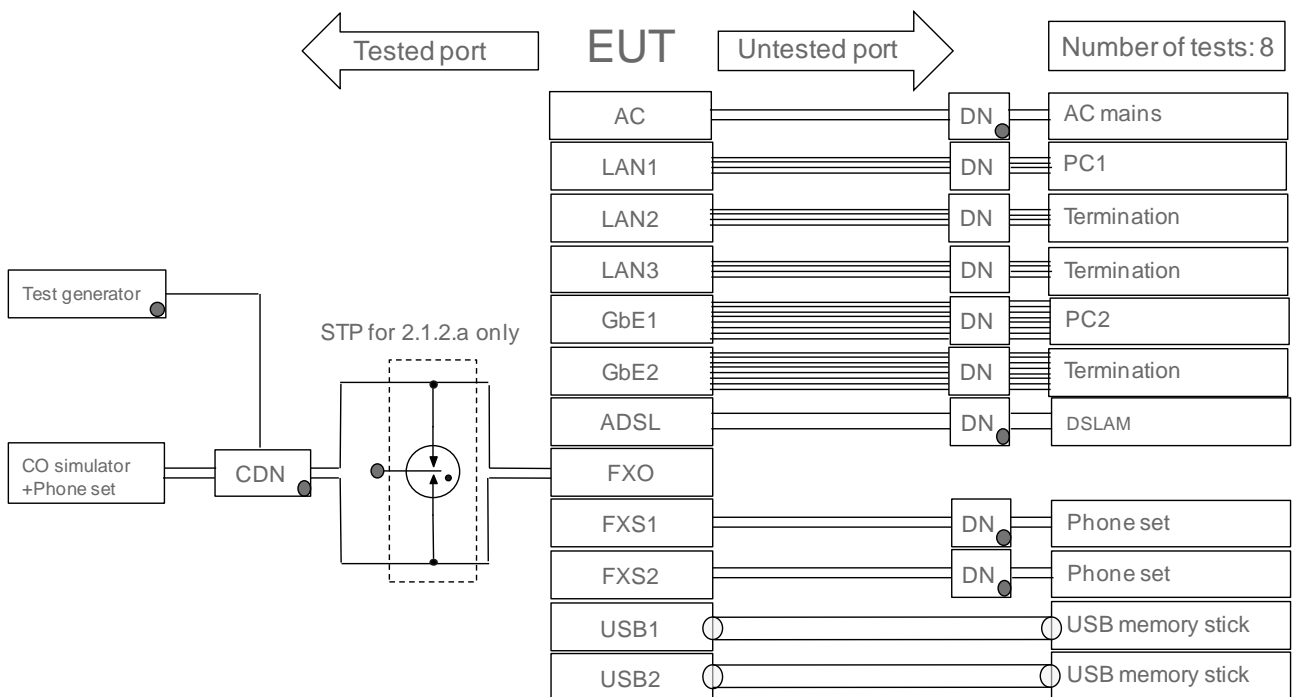 Tested port
EUT
Untested port
Number of tests: 8
AC
DN
AC mains
LAN1
DN
PC1
LAN2
DN
Termination
LAN3
DN
Termination
Test generator
GbE1
DN
PC2
STP for 2.1.2.a only
GbE2
DN
Termination
ADSL
DN
DSLAM
CO simulator
+Phone set
CDN
FXO
FXS1
DN
Phone set
FXS2
DN
Phone set
USB1
USB memory stick
USB2
USB memory stick